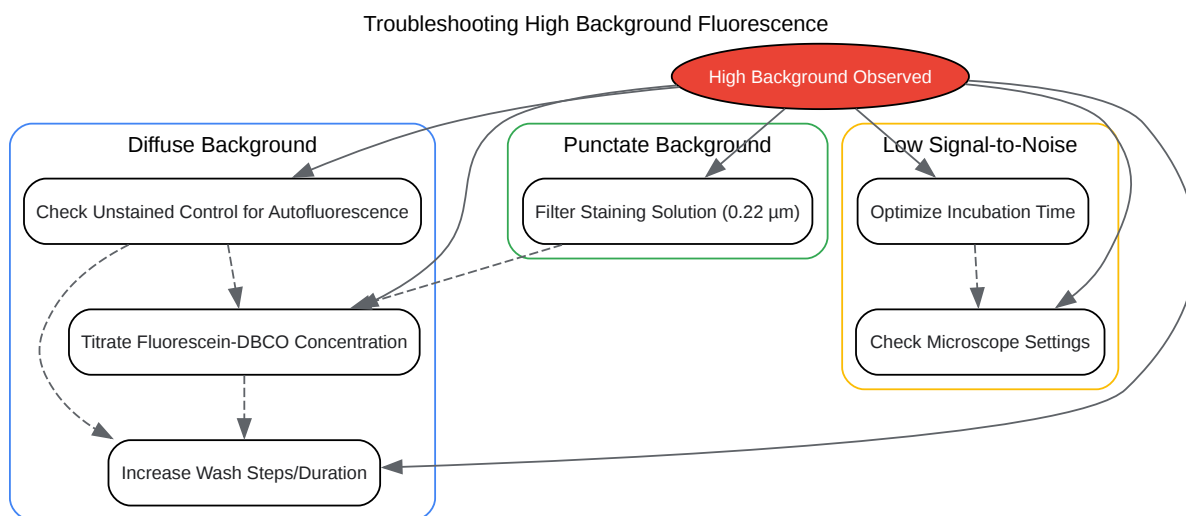 Troubleshooting High Background Fluorescence
High Background Observed
Diffuse Background
Punctate Background
Low Signal-to-Noise
Check Unstained Control for Autofluorescence
Filter Staining Solution (0.22 µm)
Optimize Incubation Time
Titrate Fluorescein-DBCO Concentration
Check Microscope Settings
Increase Wash Steps/Duration